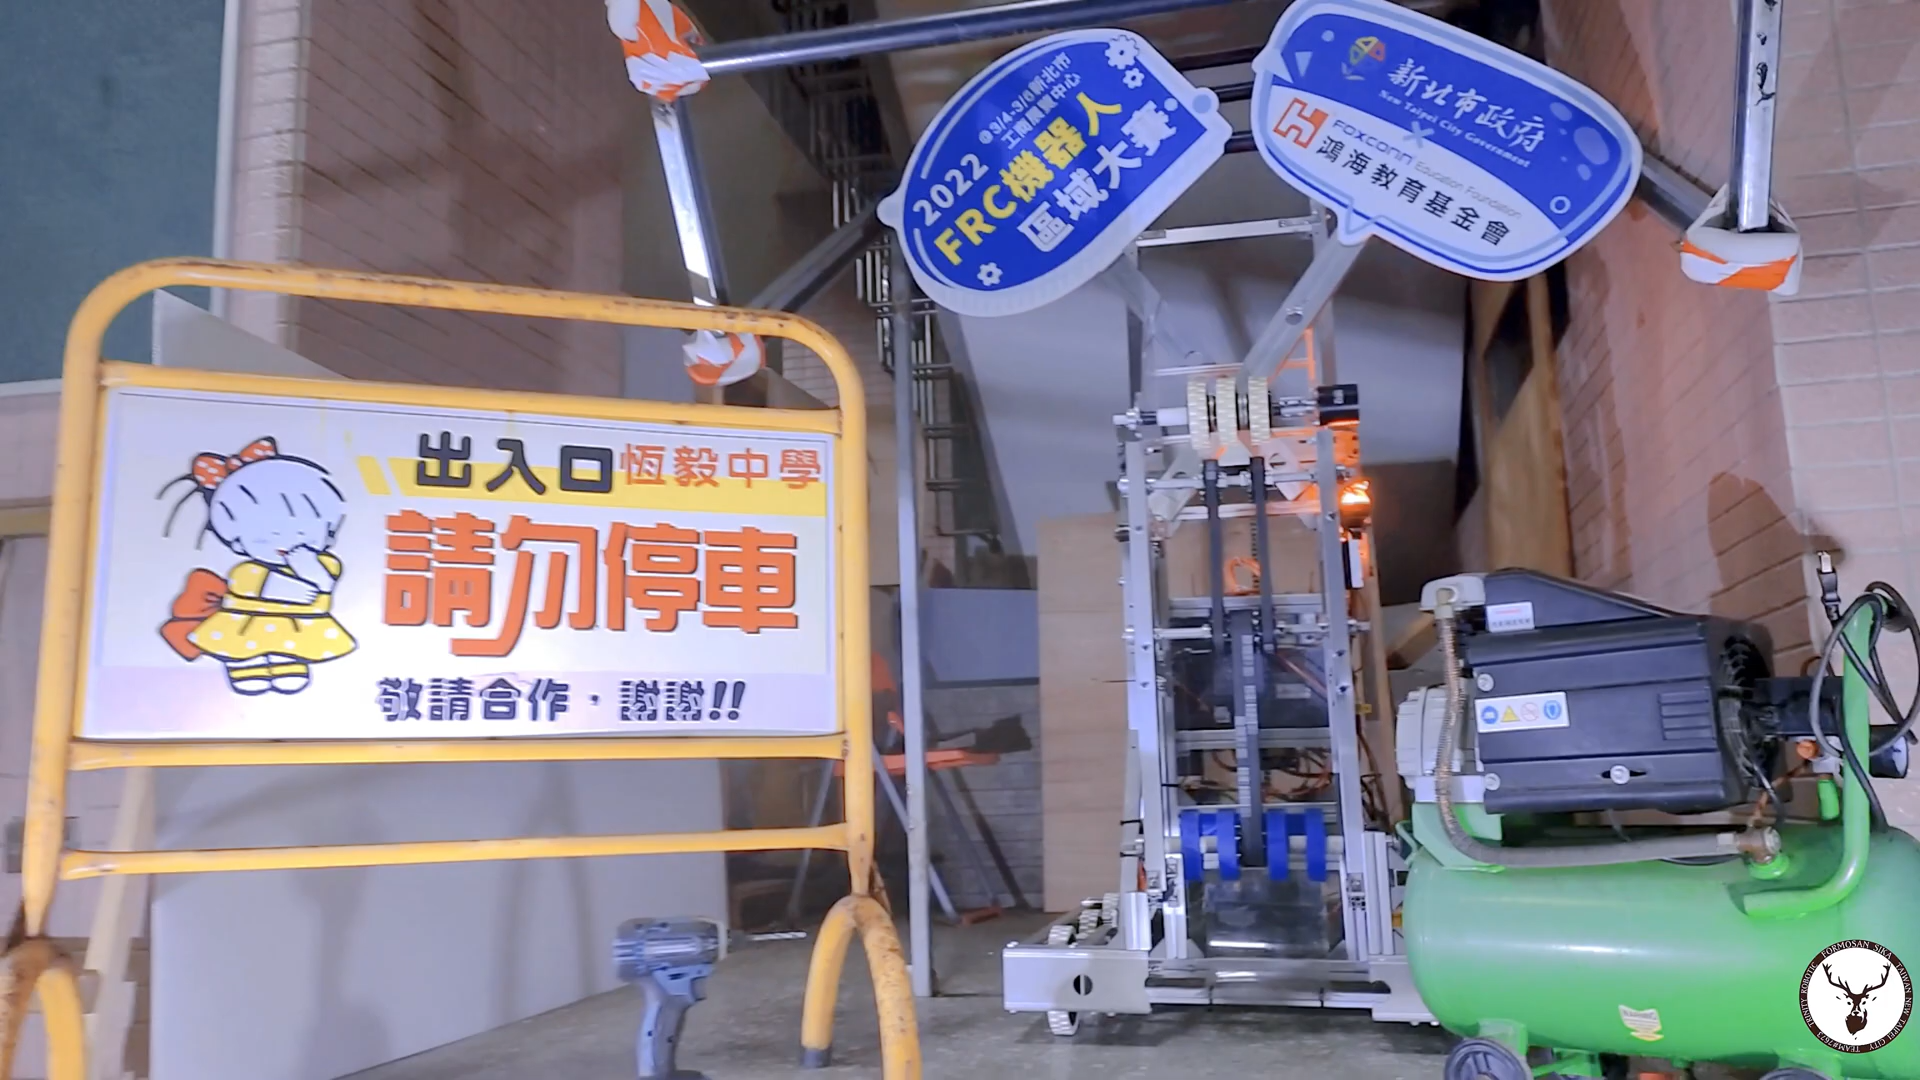 出入口 恆毅中學
請勿停車
敬請合作，謝謝!!
@3/4-3/6新北市
工商展覽中心
2022
FRC機器人
區域大賽
新北市政府
New Taipei City Government
X
FOXCONN Education Foundation
鴻海教育基金會
FORMOSAN SIKA TAIWAN NEW TAIPEI CITY TEAM#7673 TRINITY ROBOTIC